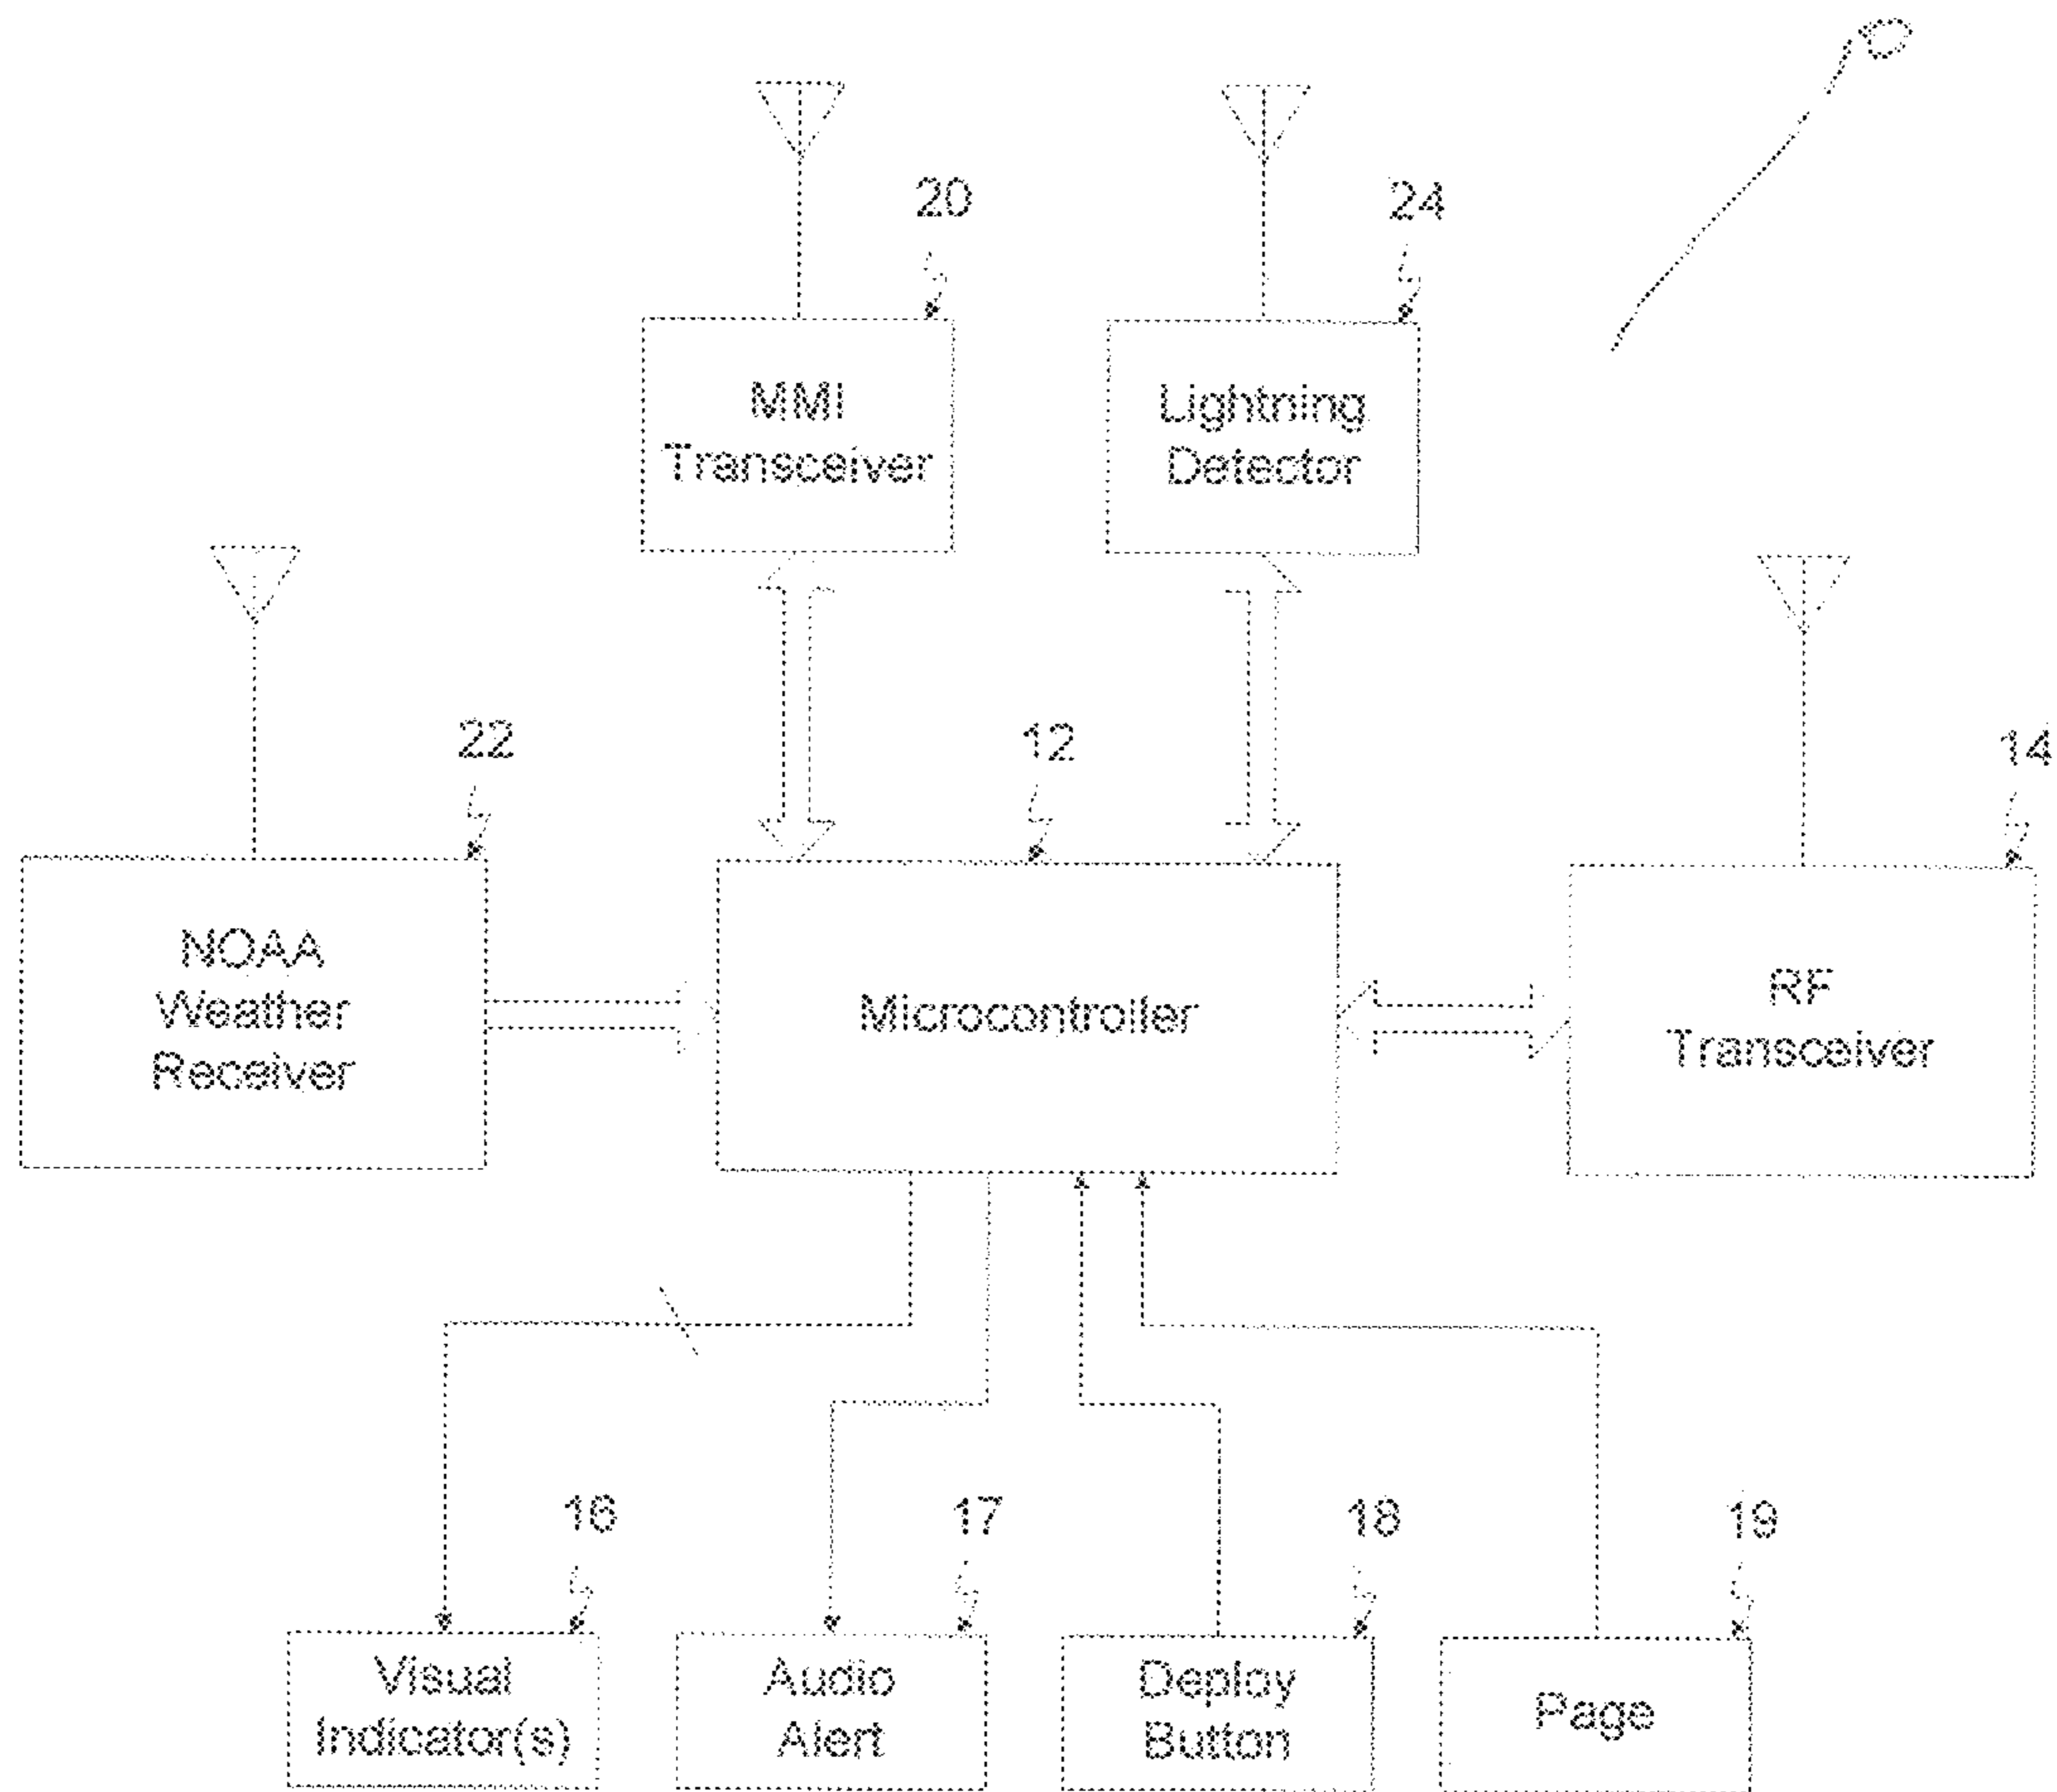 10
20
24
MMI
Transceiver
Lightning
Detector
22
12
14
NOAA
Weather
Receiver
Microcontroller
RF
Transceiver
16
17
18
19
Visual
Indicator(s)
Audio
Alert
Deploy
Button
Page